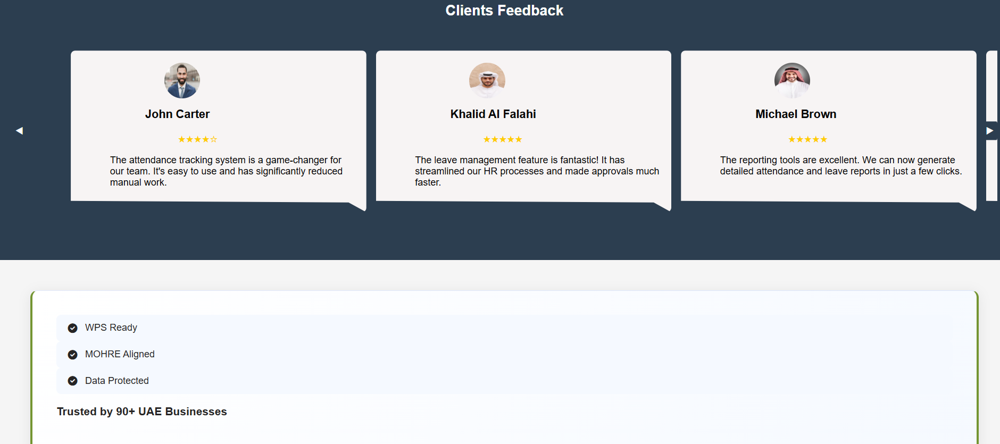 Clients Feedback
John Carter
★★★★☆
The attendance tracking system is a game-changer for
our team. It's easy to use and has significantly reduced
manual work.
Khalid Al Falahi
★★★★★
The leave management feature is fantastic! It has
streamlined our HR processes and made approvals much
faster.
Michael Brown
★★★★★
The reporting tools are excellent. We can now generate
detailed attendance and leave reports in just a few clicks.
WPS Ready
MOHRE Aligned
Data Protected
Trusted by 90+ UAE Businesses